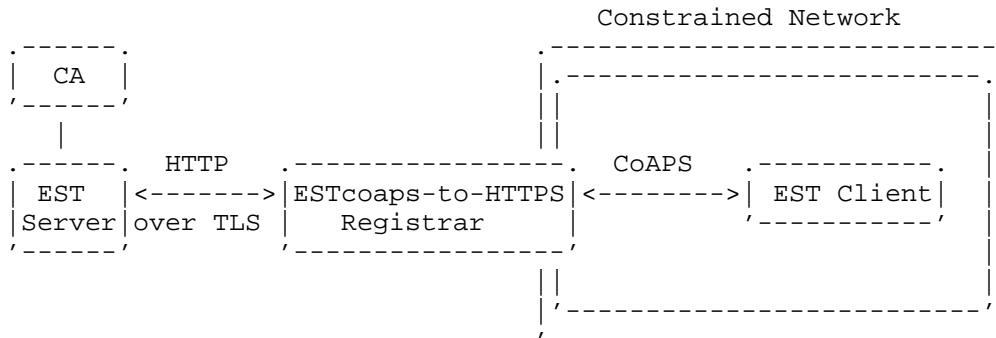 Constrained Network
CA
HTTP CoAPS
EST ESTcoaps-to-HTTPS EST Client
Server over TLS Registrar